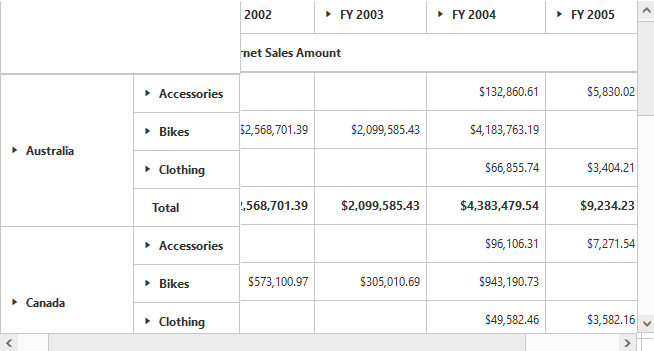 2002 FY 2003 FY 2004 FY 2005
rnet Sales Amount
Accessories $132,860.61 $5,830.02
Bikes $2,568,701.39 $2,099,585.43 $4,183,763.19
Australia
Clothing $66,855.74 $3,404.21
Total ,568,701.39 $2,099,585.43 $4,383,479.54 $9,234.23
Accessories $96,106.31 $7,271.54
Bikes $573,100.97 $305,010.69 $943,190.73
Canada
Clothing $49,582.46 $3,582.16